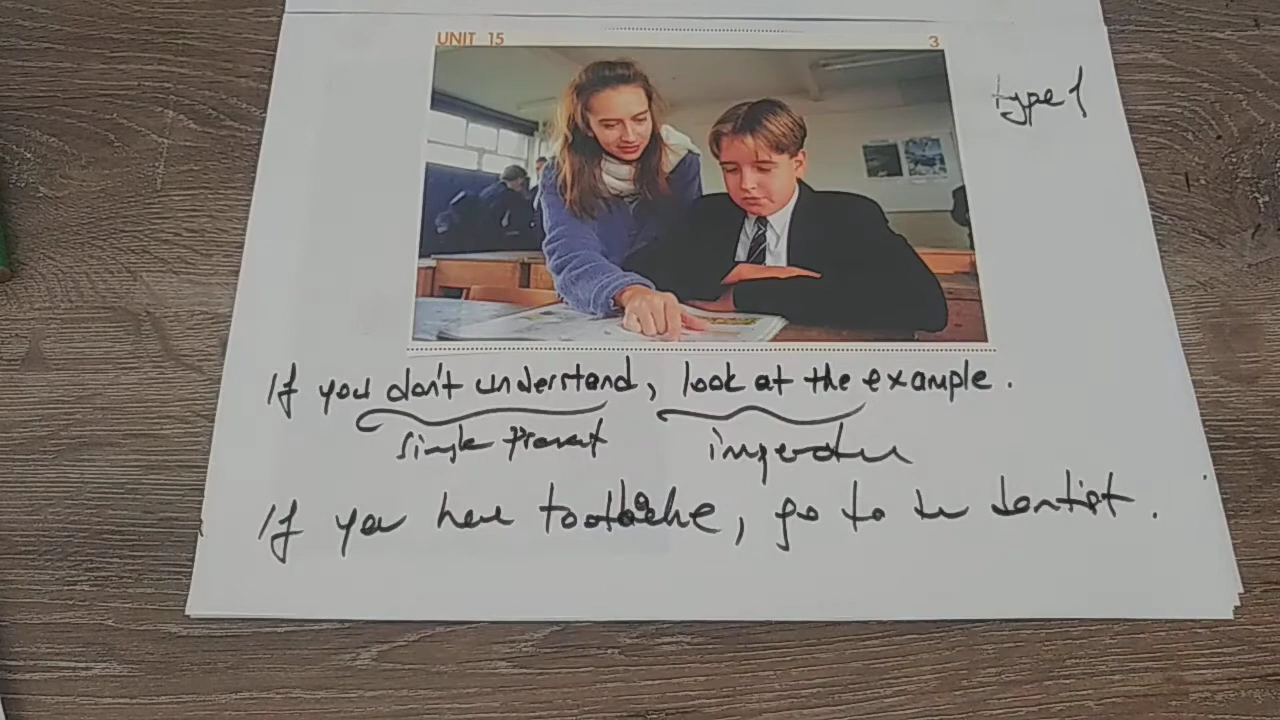 UNIT 15 3
type 1
If you don't understand, look at the example.
simple Present imperative
If you have toothache, go to the dentist.